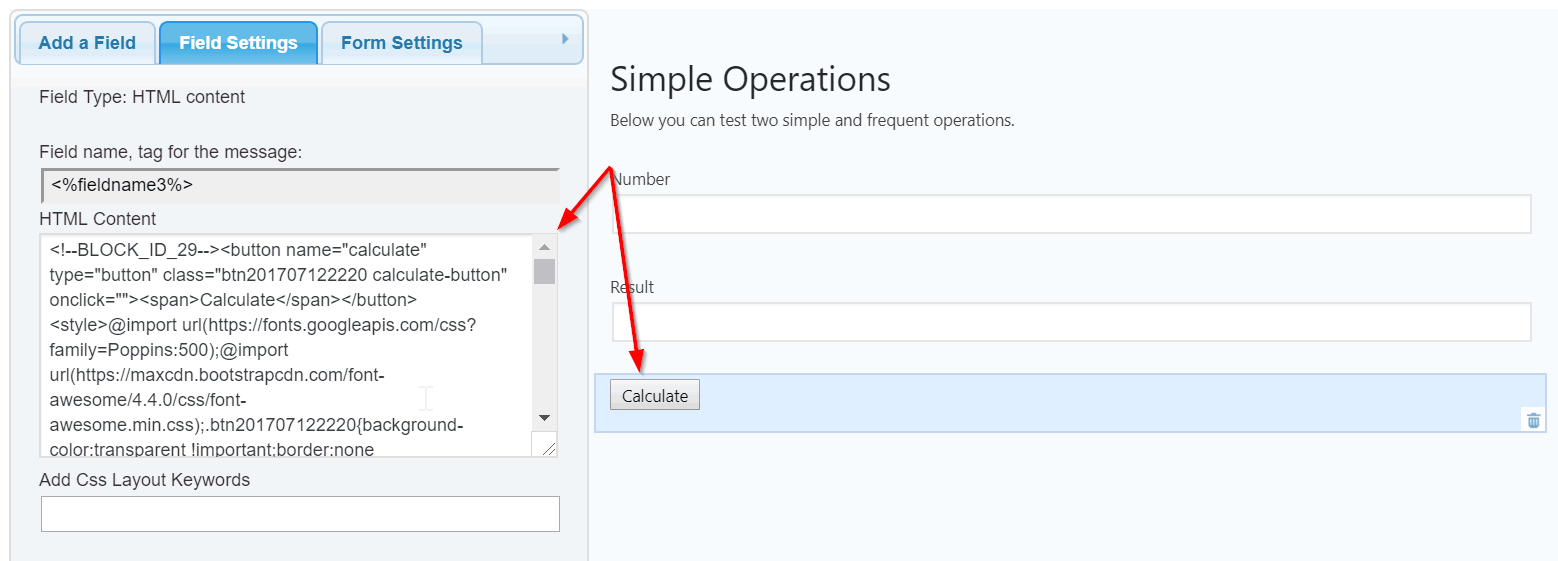 Add a Field
Field Settings
Form Settings
Field Type: HTML content
Field name, tag for the message:
<%fieldname3%>
HTML Content
<!--BLOCK_ID_29--><button name="calculate"
type="button" class="btn201707122220 calculate-button"
onclick=""><span>Calculate</span></button>
<style>@import url(https://fonts.googleapis.com/css?
family=Poppins:500);@import
url(https://maxcdn.bootstrapcdn.com/font-
awesome/4.4.0/css/font-
awesome.min.css);.btn201707122220{background-
color:transparent !important;border:none
Add Css Layout Keywords
Simple Operations
Below you can test two simple and frequent operations.
Number
Result
Calculate